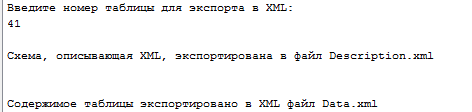 Введите номер таблицы для экспорта в XML:
41
Схема, описывающая XML, экспортирована в файл Description.xml
Содержимое таблицы экспортировано в XML файл Data.xml